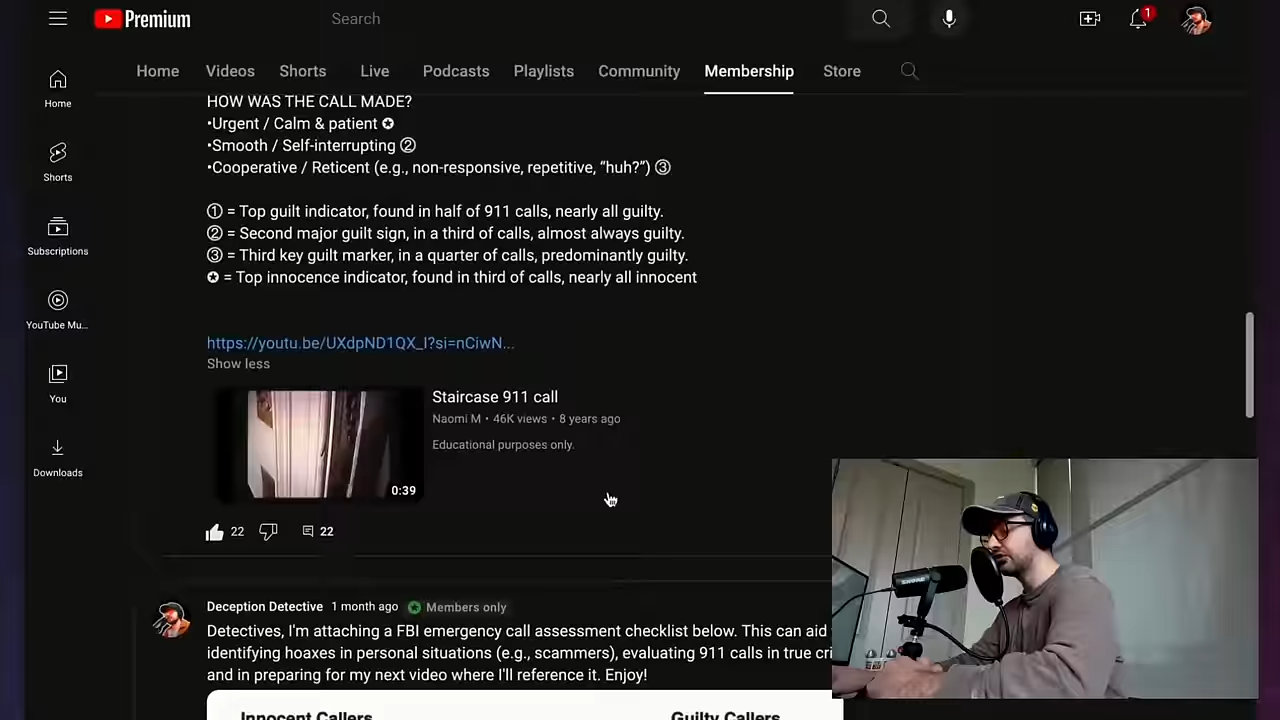 Premium
Search
1
Home
Videos
Shorts
Live
Podcasts
Playlists
Community
Membership
Store
Home
Shorts
Subscriptions
YouTube Mu...
You
Downloads
HOW WAS THE CALL MADE?
•Urgent / Calm & patient ✪
•Smooth / Self-interrupting ②
•Cooperative / Reticent (e.g., non-responsive, repetitive, “huh?”) ③
① = Top guilt indicator, found in half of 911 calls, nearly all guilty.
② = Second major guilt sign, in a third of calls, almost always guilty.
③ = Third key guilt marker, in a quarter of calls, predominantly guilty.
✪ = Top innocence indicator, found in third of calls, nearly all innocent
https://youtu.be/UXdpND1QX_I?si=nCiwN...
Show less
0:39
Staircase 911 call
Naomi M • 46K views • 8 years ago
Educational purposes only.
22
22
Deception Detective 1 month ago Members only
Detectives, I'm attaching a FBI emergency call assessment checklist below. This can aid
identifying hoaxes in personal situations (e.g., scammers), evaluating 911 calls in true cri
and in preparing for my next video where I'll reference it. Enjoy!
Innocent Callers
Guilty Callers
SHURE